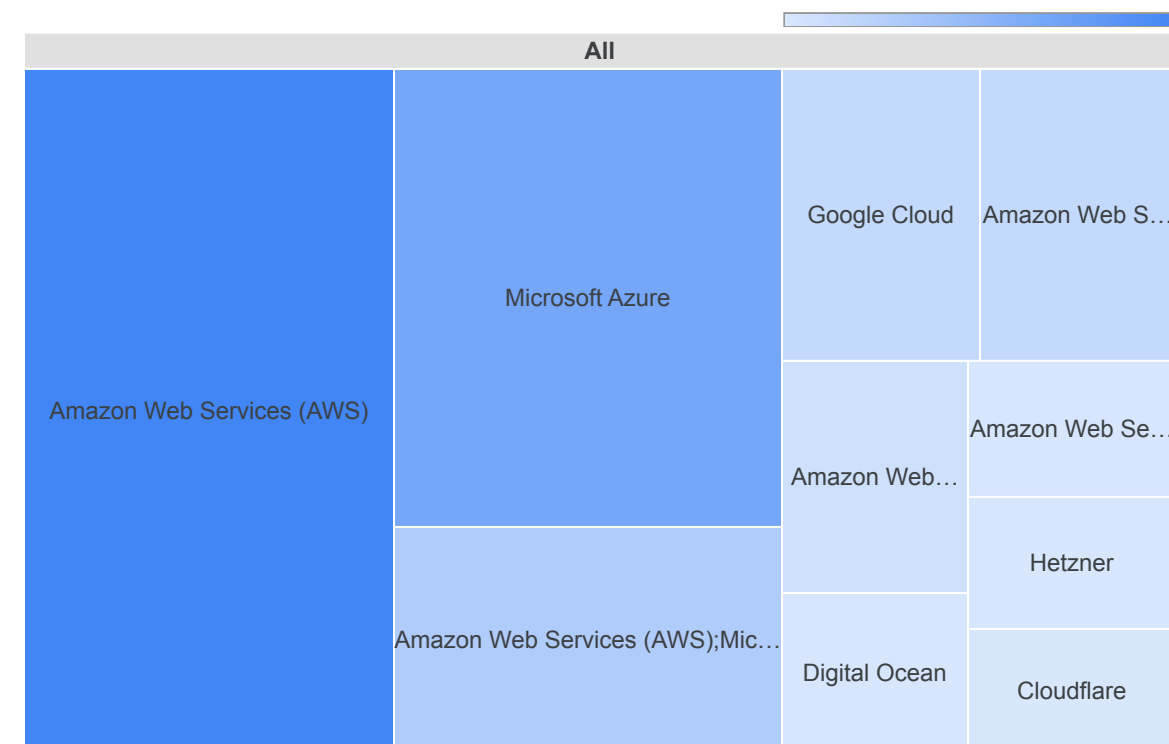 All
Amazon Web Services (AWS)
Microsoft Azure
Amazon Web Services (AWS);Mic…
Google Cloud
Amazon Web S…
Amazon Web…
Amazon Web Se…
Hetzner
Digital Ocean
Cloudflare